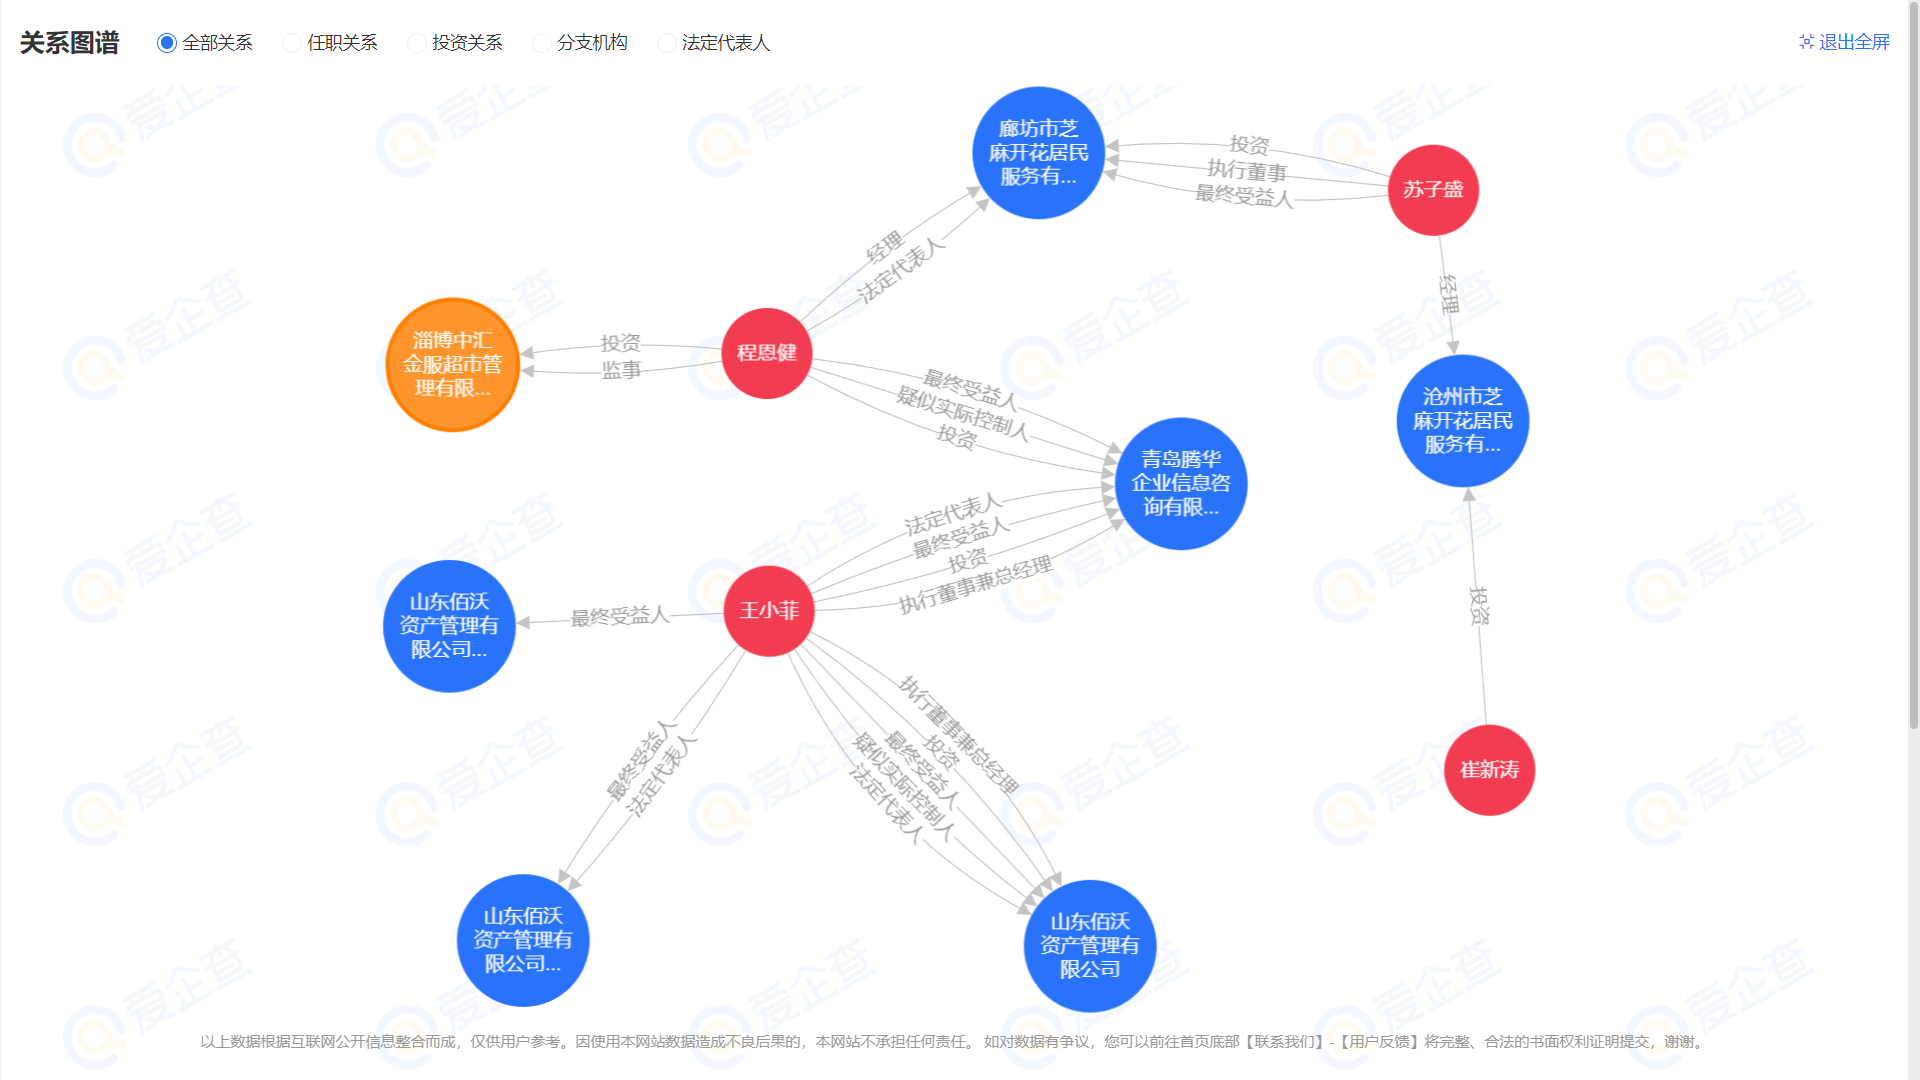 关系图谱
全部关系
任职关系
投资关系
分支机构
法定代表人
退出全屏
廊坊市芝
麻开花居民
服务有...
投资
执行董事
最终受益人
苏子盛
经理
法定代表人
经理
淄博中汇
金服超市管
理有限...
投资
监事
程恩健
最终受益人
疑似实际控制人
投资
沧州市芝
麻开花居民
服务有...
青岛腾华
企业信息咨
询有限...
法定代表人
最终受益人
投资
执行董事兼总经理
山东佰沃
资产管理有
限公司...
最终受益人
王小菲
投资
最终受益人
法定代表人
执行董事兼总经理
投资
最终受益人
疑似实际控制人
法定代表人
崔新涛
山东佰沃
资产管理有
限公司...
山东佰沃
资产管理有
限公司
爱企查
以上数据根据互联网公开信息整合而成，仅供用户参考。因使用本网站数据造成不良后果的，本网站不承担任何责任。 如对数据有争议，您可以前往首页底部【联系我们】-【用户反馈】将完整、合法的书面权利证明提交，谢谢。